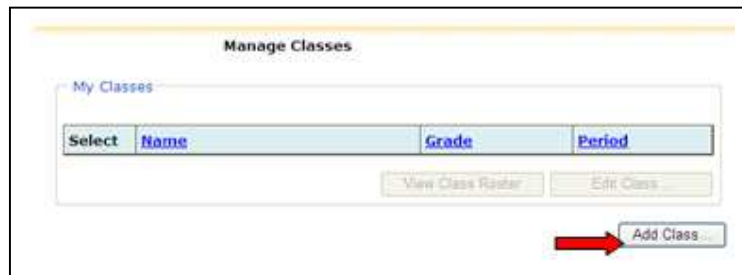 Manage Classes
My Classes
Select Name Grade Period
View Class Roster Edit Class ...
Add Class ...